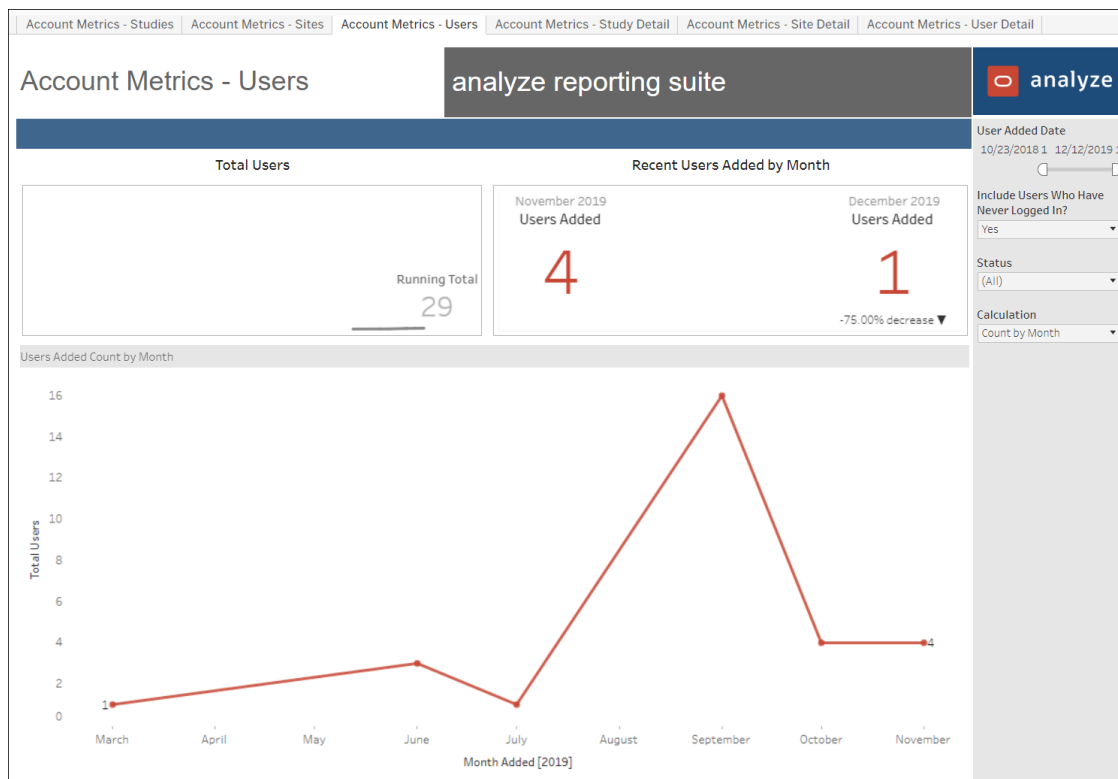 Account Metrics - Studies Account Metrics - Sites Account Metrics - Users Account Metrics - Study Detail Account Metrics - Site Detail Account Metrics - User Detail
Account Metrics - Users
analyze reporting suite
analyze
User Added Date
10/23/2018 1 12/12/2019
Include Users Who Have
Never Logged In?
Yes
Status
(All)
Calculation
Count by Month
Total Users
Running Total
29
Recent Users Added by Month
November 2019
Users Added
4
December 2019
Users Added
1
-75.00% decrease ▼
Users Added Count by Month
Total Users
16
14
12
10
8
6
4
2
0
1
4
March April May June July August September October November
Month Added [2019]